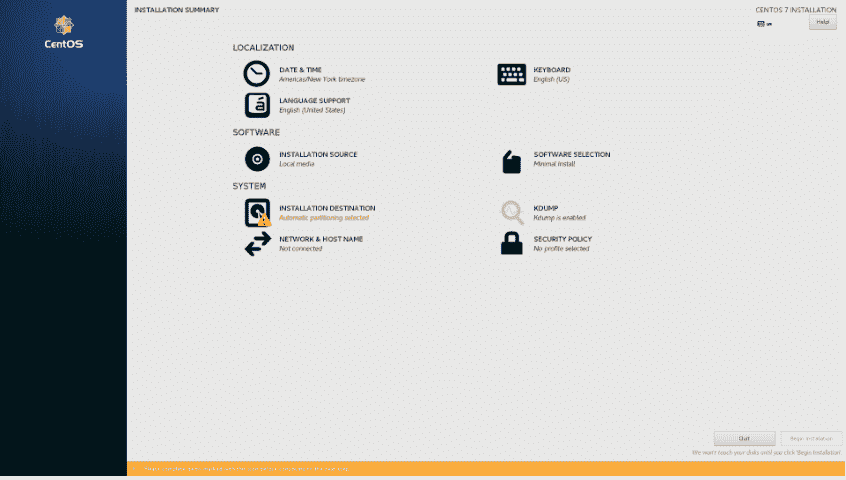 INSTALLATION SUMMARY
CENTOS 7 INSTALLATION
us
Help!
CentOS
LOCALIZATION
DATE & TIME
Americas/New York timezone
KEYBOARD
English (US)
LANGUAGE SUPPORT
English (United States)
SOFTWARE
INSTALLATION SOURCE
Local media
SOFTWARE SELECTION
Minimal Install
SYSTEM
INSTALLATION DESTINATION
Automatic partitioning selected
KDUMP
Kdump is enabled
NETWORK & HOST NAME
Not connected
SECURITY POLICY
No profile selected
Quit
Begin Installation
We won't touch your disks until you click 'Begin Installation'